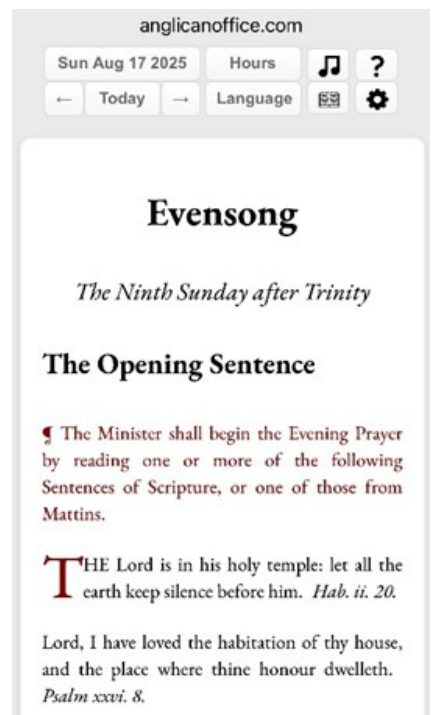 anglicanoffice.com
Sun Aug 17 2025 Hours ?
← Today → Language
Evensong
The Ninth Sunday after Trinity
The Opening Sentence
¶ The Minister shall begin the Evening Prayer
by reading one or more of the following
Sentences of Scripture, or one of those from
Mattins.
THE Lord is in his holy temple: let all the
earth keep silence before him. Hab. ii. 20.
Lord, I have loved the habitation of thy house,
and the place where thine honour dwelleth.
Psalm xxvi. 8.